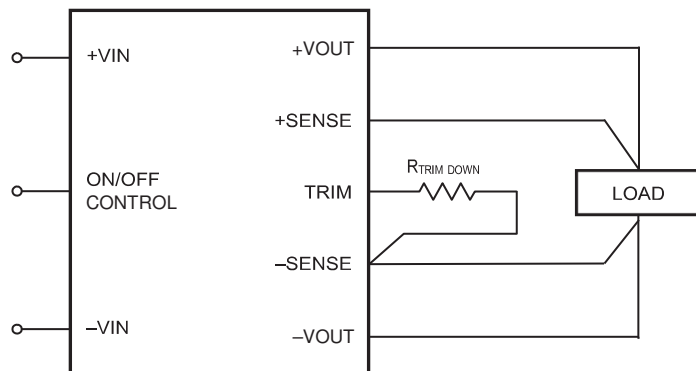 +VIN
ON/OFF
CONTROL
–VIN
+VOUT
+SENSE
TRIM
–SENSE
–VOUT
RTRIM DOWN
LOAD